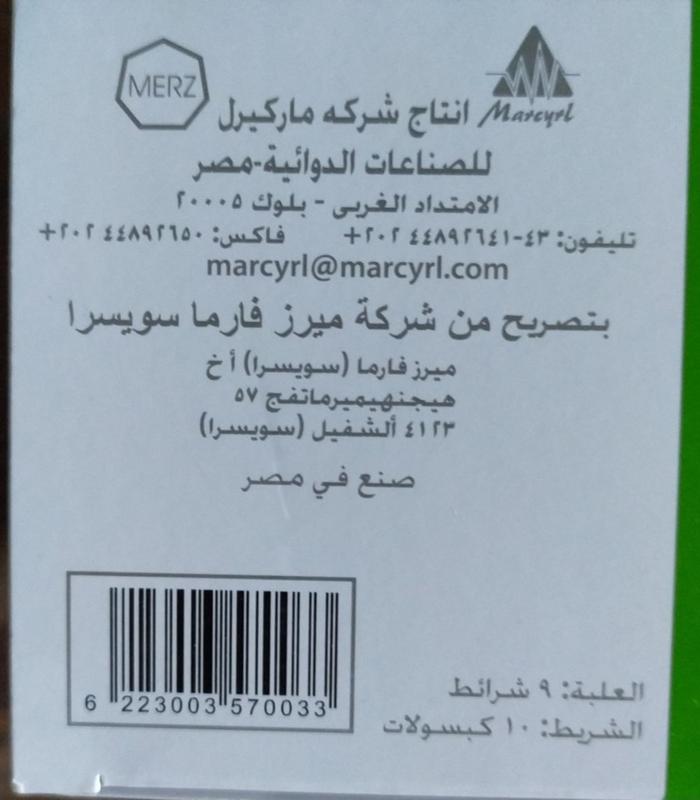 MERZ
Marcyrl
انتاج شركه ماركيرل
للصناعات الدوائية-مصر
الامتداد الغربى - بلوك ٢٠٠٠٥
تليفون: ٤٣-٤٤٨٩٢٦٤١ ٢٠٢+ فاكس: ٤٤٨٩٢٦٥٠ ٢٠٢+
marcyrl@marcyrl.com
بتصريح من شركة ميرز فارما سويسرا
ميرز فارما (سويسرا) أ خ
هيجنهيميرماتفج ٥٧
٤١٢٣ ألشفيل (سويسرا)
صنع في مصر
العلبة: ٩ شرائط
الشريط: ١٠ كبسولات
6 223003 570033